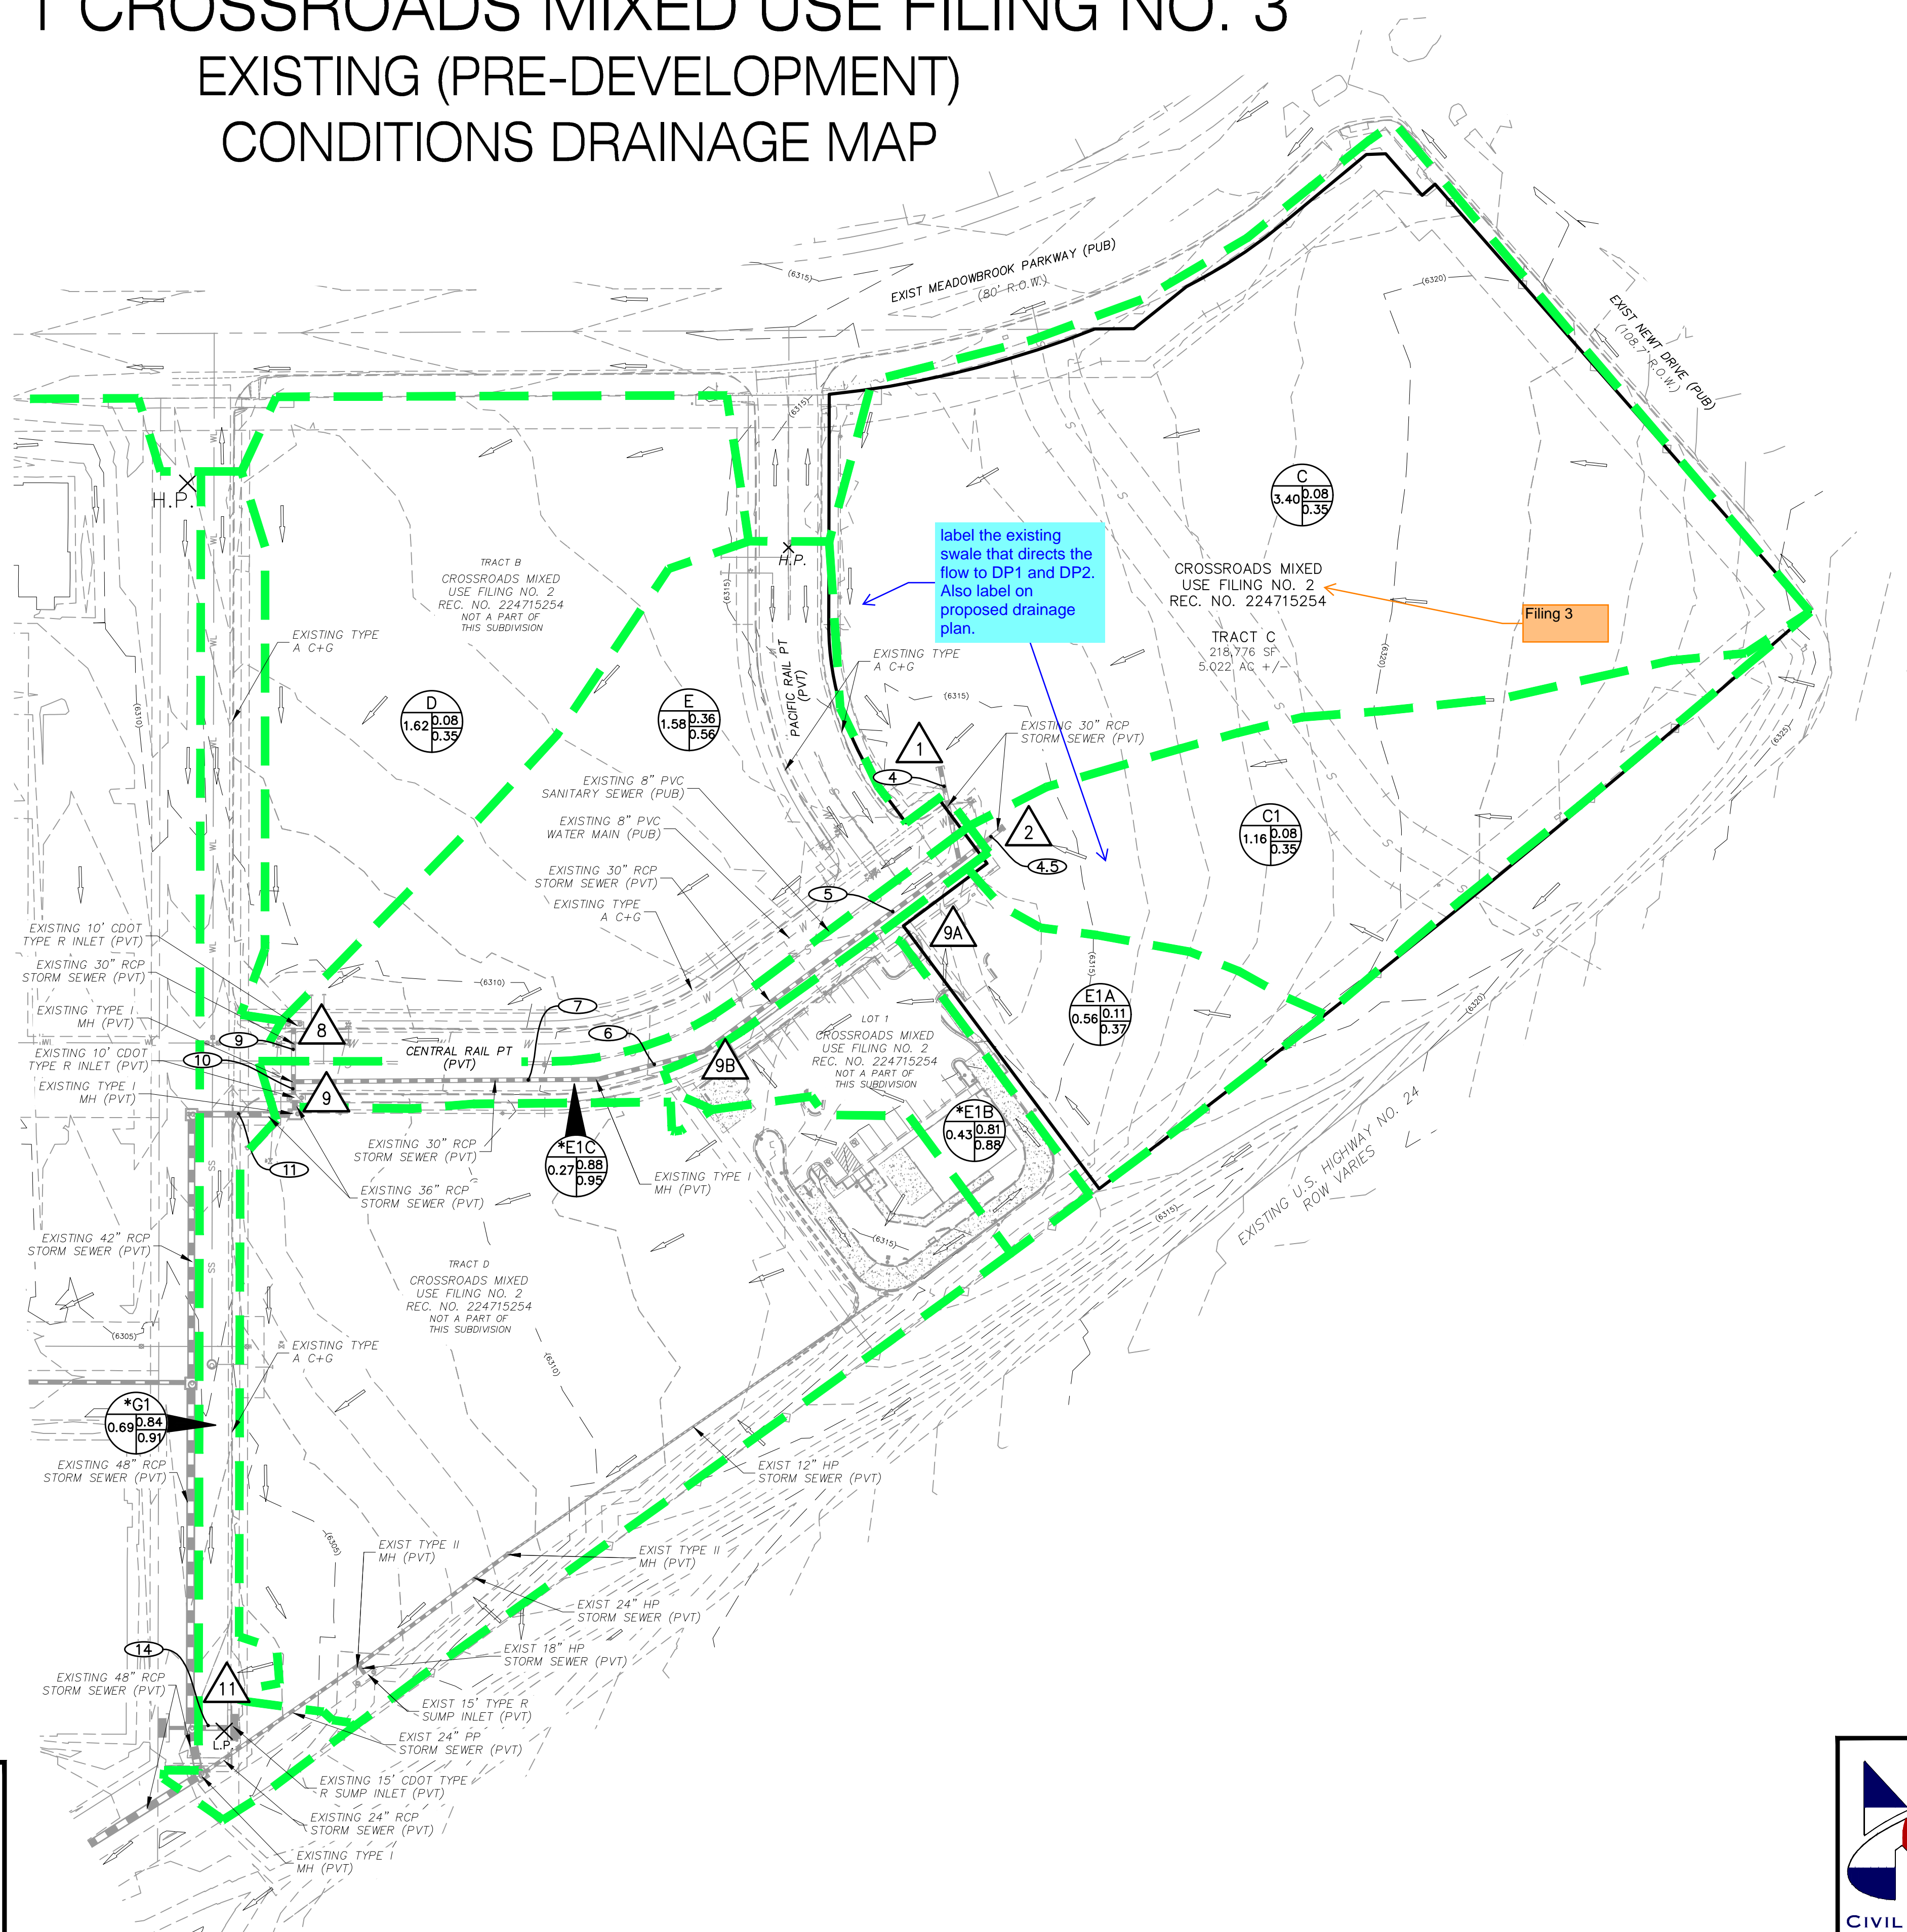 T CROSSROADS MIXED USE FILING NO. 3
EXISTING (PRE-DEVELOPMENT)
CONDITIONS DRAINAGE MAP
EXIST MEADOWBROOK PARKWAY (PUB)
(80' R.O.W.)
(6315)
(6320)
EXIST NEWT DRIVE (PUB)
(108.7' R.O.W.)
(6315)
H.P.
H.P.
C
3.40
0.08
0.35
label the existing
swale that directs the
flow to DP1 and DP2.
Also label on
proposed drainage
plan.
CROSSROADS MIXED
USE FILING NO. 2
REC. NO. 224715254
Filing 3
TRACT C
218,776 SF
5.022 AC +/-
TRACT B
CROSSROADS MIXED
USE FILING NO. 2
REC. NO. 224715254
NOT A PART OF
THIS SUBDIVISION
(6315)
EXISTING TYPE
A C+G
EXISTING TYPE
A C+G
PACIFIC RAIL PT
(PVT)
(6310)
(6320)
(6325)
(6315)
D
1.62
0.08
0.35
E
1.58
0.36
0.56
1
EXISTING 30" RCP
STORM SEWER (PVT)
4
EXISTING 8" PVC
SANITARY SEWER (PUB)
EXISTING 8" PVC
WATER MAIN (PUB)
2
C1
1.16
0.08
0.35
4.5
EXISTING 30" RCP
STORM SEWER (PVT)
5
EXISTING TYPE
A C+G
9A
EXISTING 10' CDOT
TYPE R INLET (PVT)
EXISTING 30" RCP
STORM SEWER (PVT)
EXISTING TYPE I
MH (PVT)
EXISTING 10' CDOT
TYPE R INLET (PVT)
EXISTING TYPE I
MH (PVT)
(6310)
(6315)
7
6
8
9
10
CENTRAL RAIL PT
(PVT)
9
9B
LOT 1
CROSSROADS MIXED
USE FILING NO. 2
REC. NO. 224715254
NOT A PART OF
THIS SUBDIVISION
E1A
0.56
0.11
0.37
(6320)
*E1B
0.43
0.81
0.88
EXISTING U.S. HIGHWAY NO. 24
ROW VARIES
EXISTING 30" RCP
STORM SEWER (PVT)
*E1C
0.27
0.88
0.95
11
EXISTING 36" RCP
STORM SEWER (PVT)
EXISTING TYPE I
MH (PVT)
(6315)
(6315)
EXISTING 42" RCP
STORM SEWER (PVT)
TRACT D
CROSSROADS MIXED
USE FILING NO. 2
REC. NO. 224715254
NOT A PART OF
THIS SUBDIVISION
(6305)
EXISTING TYPE
A C+G
(6310)
*G1
0.69
0.84
0.91
EXISTING 48" RCP
STORM SEWER (PVT)
EXIST 12" HP
STORM SEWER (PVT)
(6305)
EXIST TYPE II
MH (PVT)
EXIST TYPE II
MH (PVT)
EXIST 24" HP
STORM SEWER (PVT)
EXIST 18" HP
STORM SEWER (PVT)
14
EXISTING 48" RCP
STORM SEWER (PVT)
11
EXIST 15' TYPE R
SUMP INLET (PVT)
L.P.
EXIST 24" PP
STORM SEWER (PVT)
EXISTING 15' CDOT TYPE
R SUMP INLET (PVT)
EXISTING 24" RCP
STORM SEWER (PVT)
EXISTING TYPE I
MH (PVT)
CIVIL